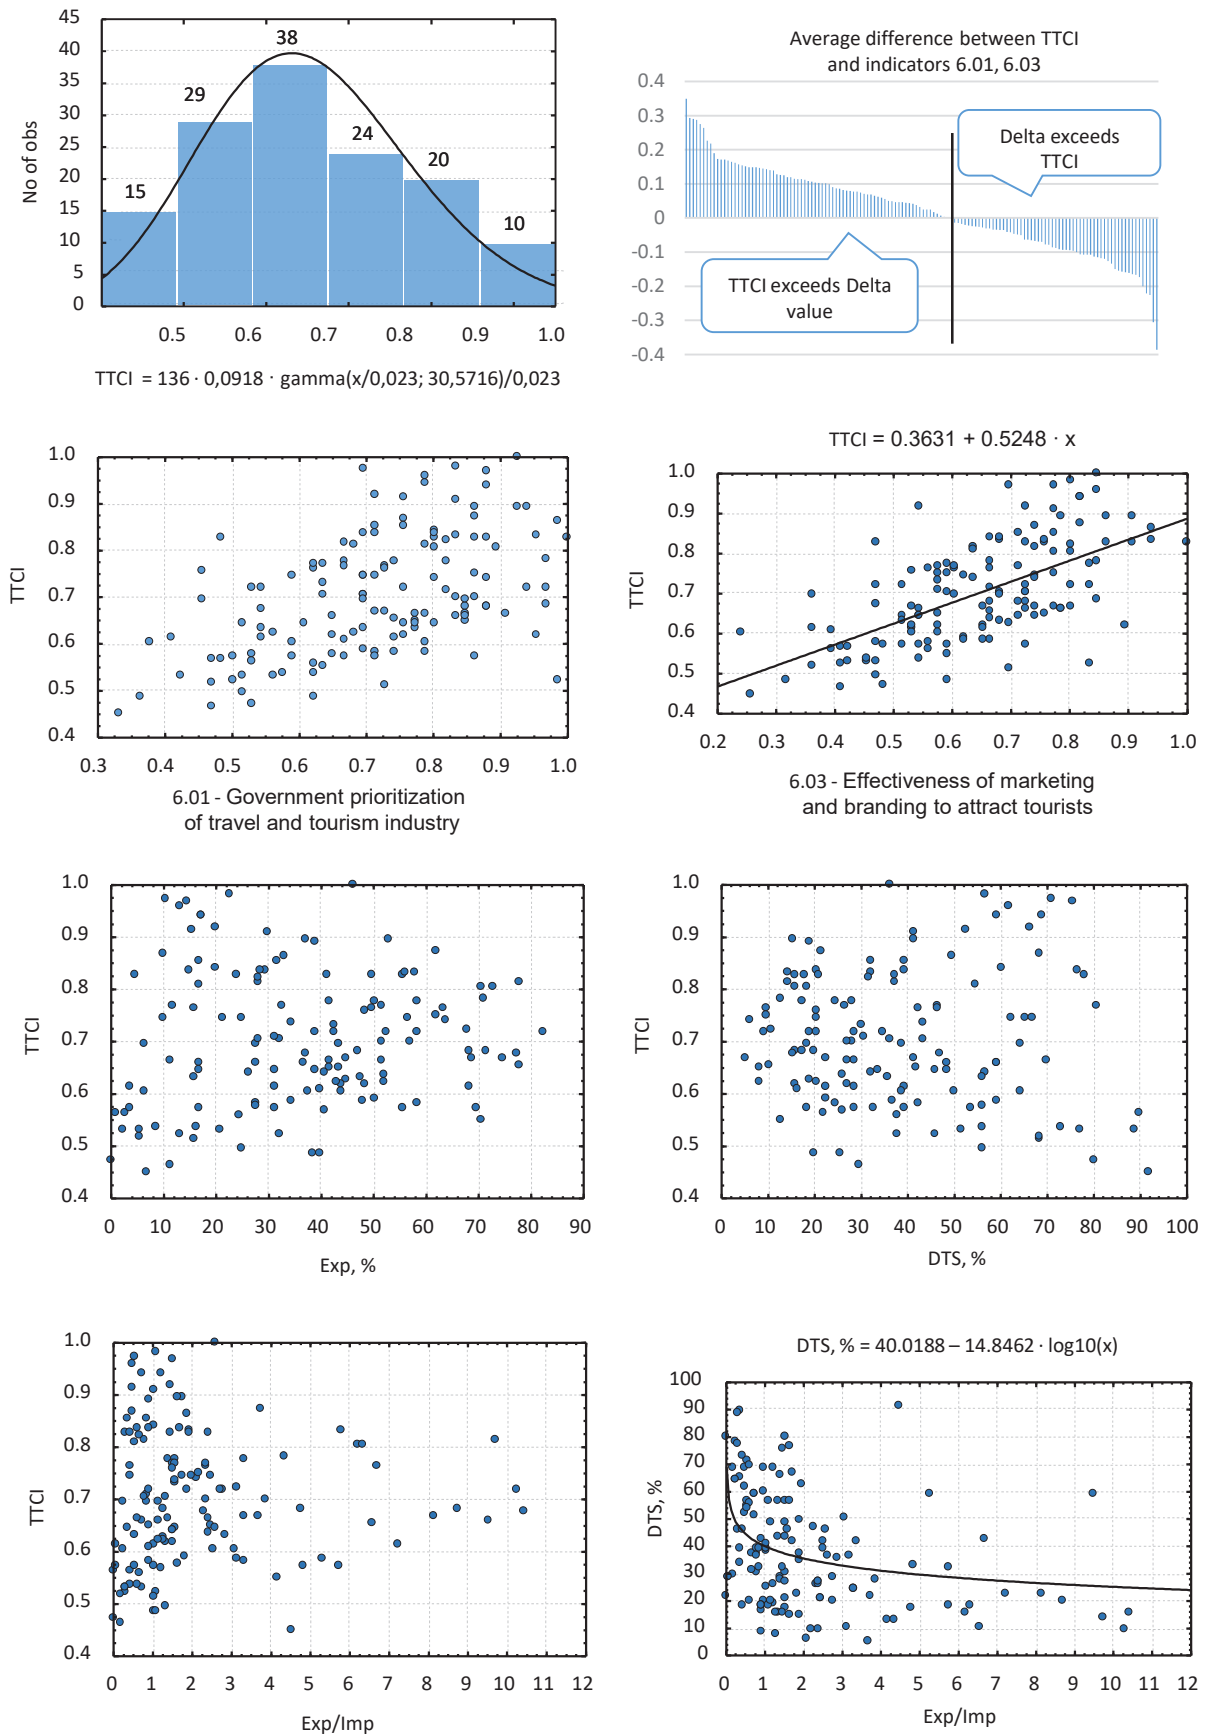 45
40
35
30
25
20
15
10
5
0
No of obs
15
29
38
24
20
10
0.5
0.6
0.7
0.8
0.9
1.0
TTCI = 136 · 0,0918 · gamma(x/0,023; 30,5716)/0,023
Average difference between TTCI
and indicators 6.01, 6.03
0.4
0.3
0.2
0.1
0
-0.1
-0.2
-0.3
-0.4
Delta exceeds
TTCI
TTCI exceeds Delta
value
1.0
0.9
0.8
0.7
0.6
0.5
0.4
TTCI
0.3 0.4 0.5 0.6 0.7 0.8 0.9 1.0
6.01 - Government prioritization
of travel and tourism industry
TTCI = 0.3631 + 0.5248 · x
1.0
0.9
0.8
0.7
0.6
0.5
0.4
TTCI
0.2 0.3 0.4 0.5 0.6 0.7 0.8 0.9 1.0
6.03 - Effectiveness of marketing
and branding to attract tourists
1.0
0.9
0.8
0.7
0.6
0.5
0.4
TTCI
0 10 20 30 40 50 60 70 80 90
Exp, %
1.0
0.9
0.8
0.7
0.6
0.5
0.4
TTCI
0 10 20 30 40 50 60 70 80 90 100
DTS, %
1.0
0.9
0.8
0.7
0.6
0.5
0.4
TTCI
0 1 2 3 4 5 6 7 8 9 10 11 12
Exp/Imp
DTS, % = 40.0188 – 14.8462 · log10(x)
100
90
80
70
60
50
40
30
20
10
0
DTS, %
0 1 2 3 4 5 6 7 8 9 10 11 12
Exp/Imp